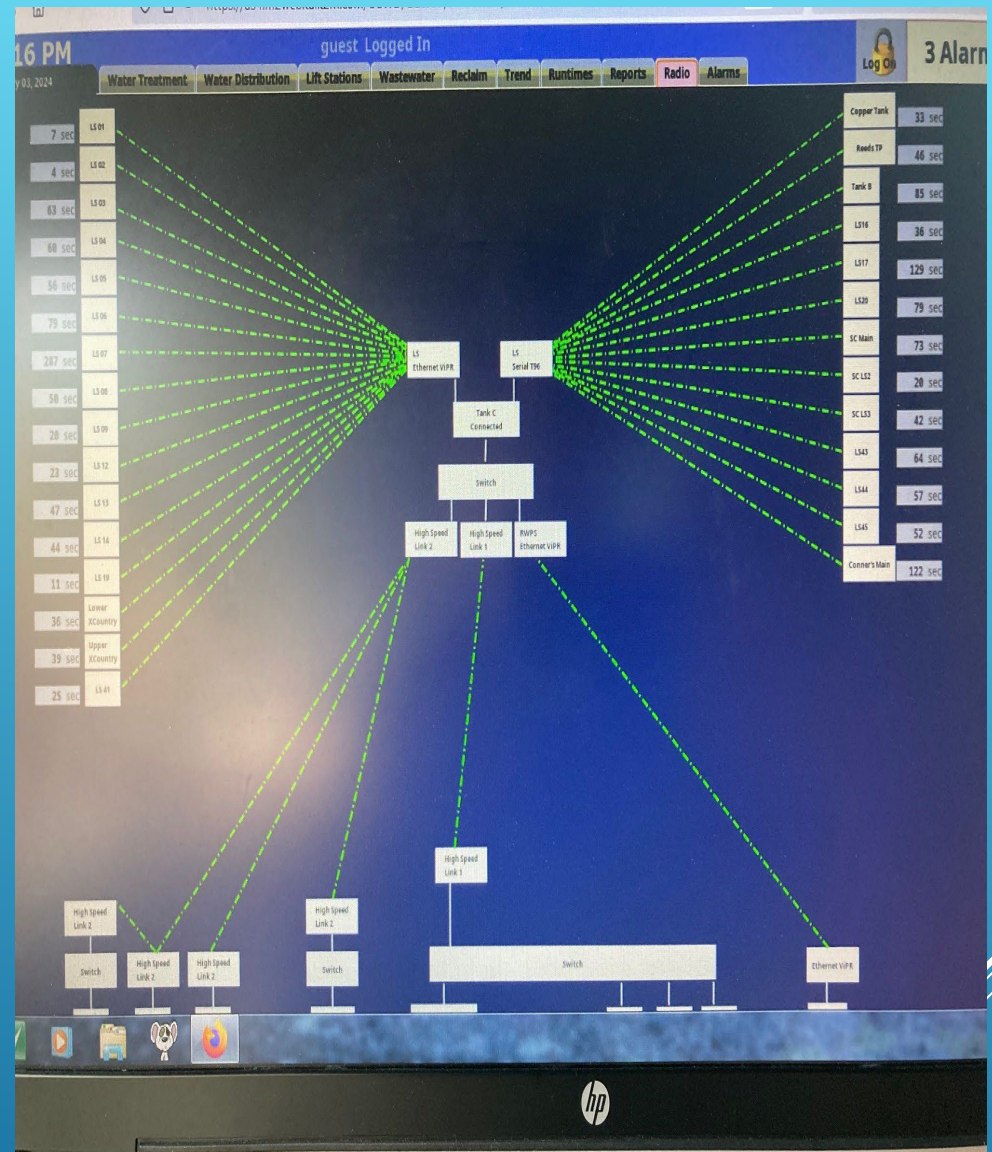 16 PM
guest Logged In
Log On
3 Alarn
y 03, 2024
Water Treatment
Water Distribution
Lift Stations
Wastewater
Reclaim
Trend
Runtimes
Reports
Radio
Alarms
7 sec
LS 01
4 sec
LS 02
63 sec
LS 03
60 sec
LS 04
56 sec
LS 05
79 sec
LS 06
287 sec
LS 07
50 sec
LS 08
20 sec
LS 09
23 sec
LS 12
47 sec
44 sec
LS 14
11 sec
36 sec
Lower
XCountry
39 sec
Upper
XCountry
25 sec
LS 41
Copper Tank
33 sec
Reeds TP
46 sec
Tank B
85 sec
LS16
36 sec
LS17
129 sec
LS20
79 sec
SC Main
73 sec
SC LS2
20 sec
SC LS3
42 sec
LS43
64 sec
LS44
57 sec
LS45
52 sec
Conner's Main
122 sec
LS
Ethernet ViPR
LS
Serial T96
Tank C
Connected
Switch
High Speed
Link 2
High Speed
Link 1
RWPS
Ethernet ViPR
High Speed
Link 1
High Speed
Link 2
Switch
High Speed
Link 2
High Speed
Link 2
High Speed
Link 2
Switch
Switch
Ethernet ViPR
hp